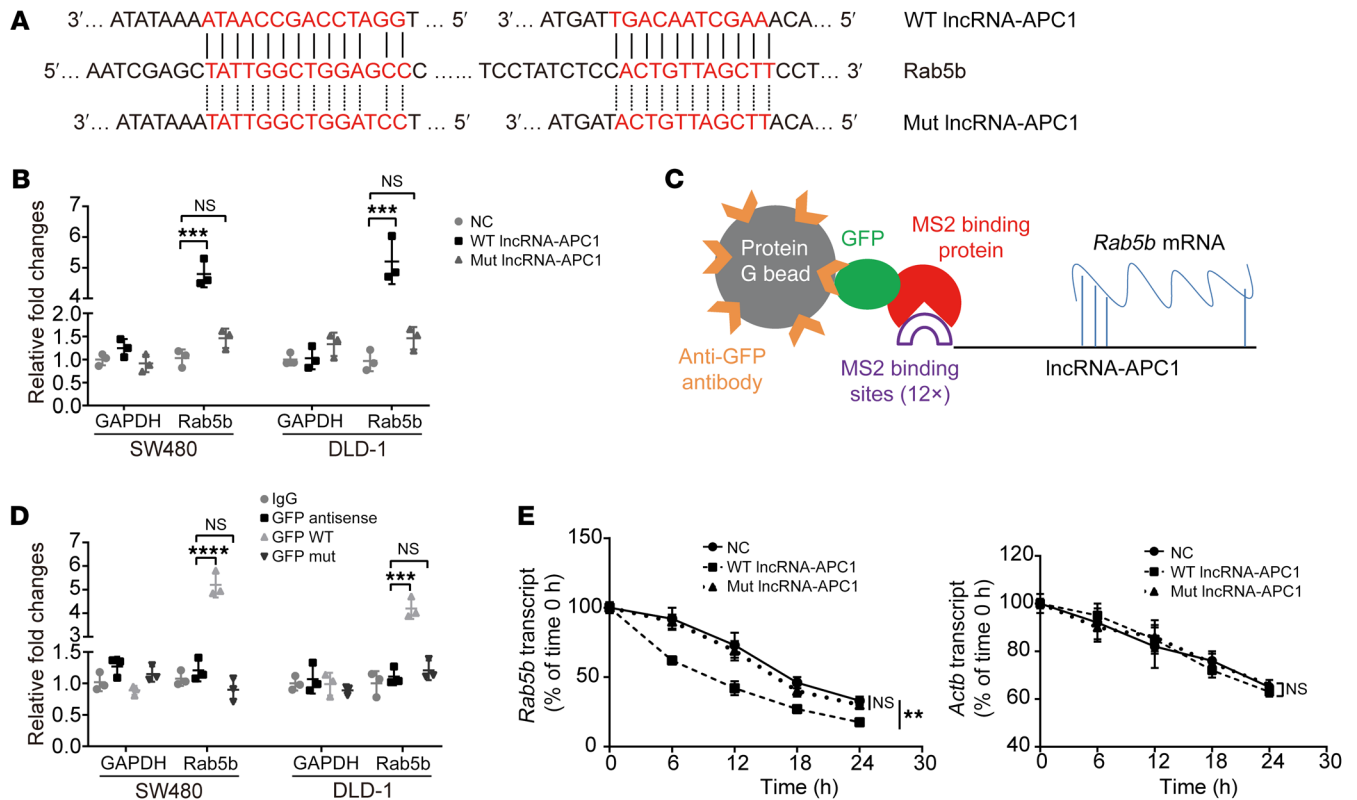 A
3′... ATATAAAATAACCGACCTAGGT ... 5′ 3′... ATGATTGACAATCGAAACA... 5′ WT lncRNA-APC1
5′... AATCGAGCTATTGGCTGGAGCCC ...... TCCTATCTCCACTGTTAGCTTCCT... 3′ Rab5b
3′... ATATAAATATTGGCTGGATCCT ... 5′ 3′... ATGATACTGTTAGCTTACA... 5′ Mut lncRNA-APC1
B
Relative fold changes
7
6
5
4
2.0
1.5
1.0
0.5
0.0
NS
***
NS
***
GAPDH Rab5b GAPDH Rab5b
SW480 DLD-1
NC
WT lncRNA-APC1
Mut lncRNA-APC1
C
Protein
G bead
GFP
MS2 binding
protein
Rab5b mRNA
Anti-GFP
antibody
MS2 binding
sites (12×)
lncRNA-APC1
D
IgG
GFP antisense
GFP WT
GFP mut
Relative fold changes
7
6
5
4
3
1.5
1.0
0.5
0.0
NS
****
NS
***
GAPDH Rab5b GAPDH Rab5b
SW480 DLD-1
E
Rab5b transcript
(% of time 0 h)
150
100
50
0
NC
WT lncRNA-APC1
Mut lncRNA-APC1
NS
**
0 6 12 18 24 30
Time (h)
Actb transcript
(% of time 0 h)
120
100
80
60
40
NC
WT lncRNA-APC1
Mut lncRNA-APC1
NS
0 6 12 18 24 30
Time (h)